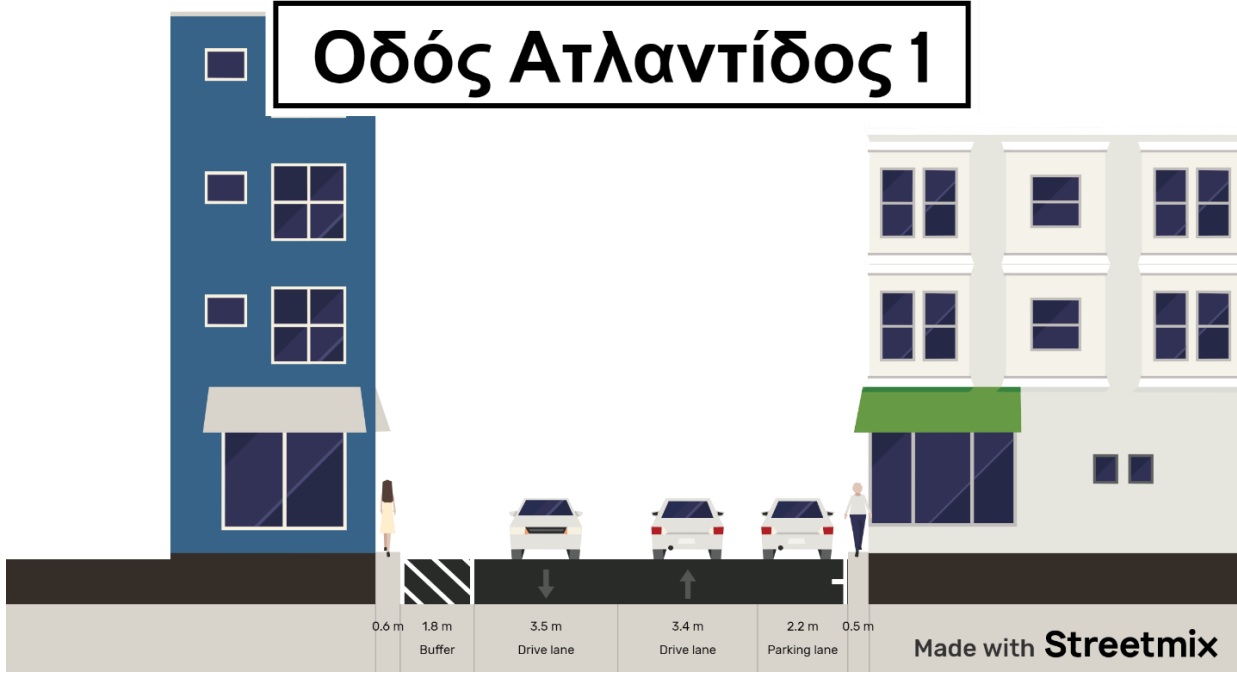 Οδός Ατλαντίδος 1
0.6 m 1.8 m 3.5 m 3.4 m 2.2 m 0.5 m
Buffer Drive lane Drive lane Parking lane
Made with Streetmix